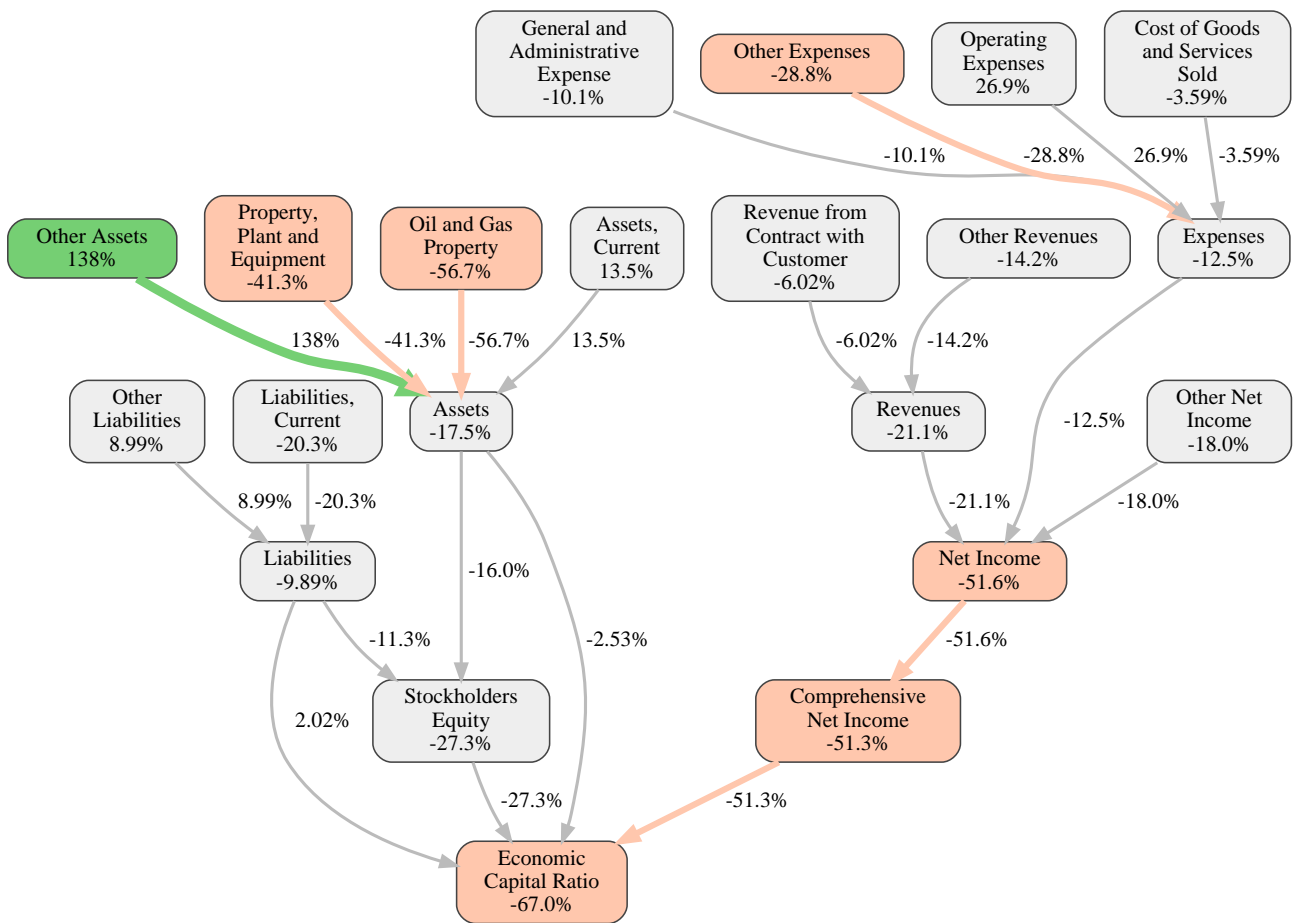 General and
Administrative
Expense
-10.1%
Other Expenses
-28.8%
Operating
Expenses
26.9%
Cost of Goods
and Services
Sold
-3.59%
-10.1%
-28.8%
26.9%
-3.59%
Other Assets
138%
Property,
Plant and
Equipment
-41.3%
Oil and Gas
Property
-56.7%
Assets,
Current
13.5%
Revenue from
Contract with
Customer
-6.02%
Other Revenues
-14.2%
Expenses
-12.5%
138%
-41.3%
-56.7%
13.5%
-6.02%
-14.2%
Other
Liabilities
8.99%
Liabilities,
Current
-20.3%
Assets
-17.5%
Revenues
-21.1%
-12.5%
Other Net
Income
-18.0%
8.99%
-20.3%
-21.1%
-18.0%
Liabilities
-9.89%
-16.0%
Net Income
-51.6%
-11.3%
-2.53%
-51.6%
2.02%
Stockholders
Equity
-27.3%
Comprehensive
Net Income
-51.3%
-27.3%
-51.3%
Economic
Capital Ratio
-67.0%